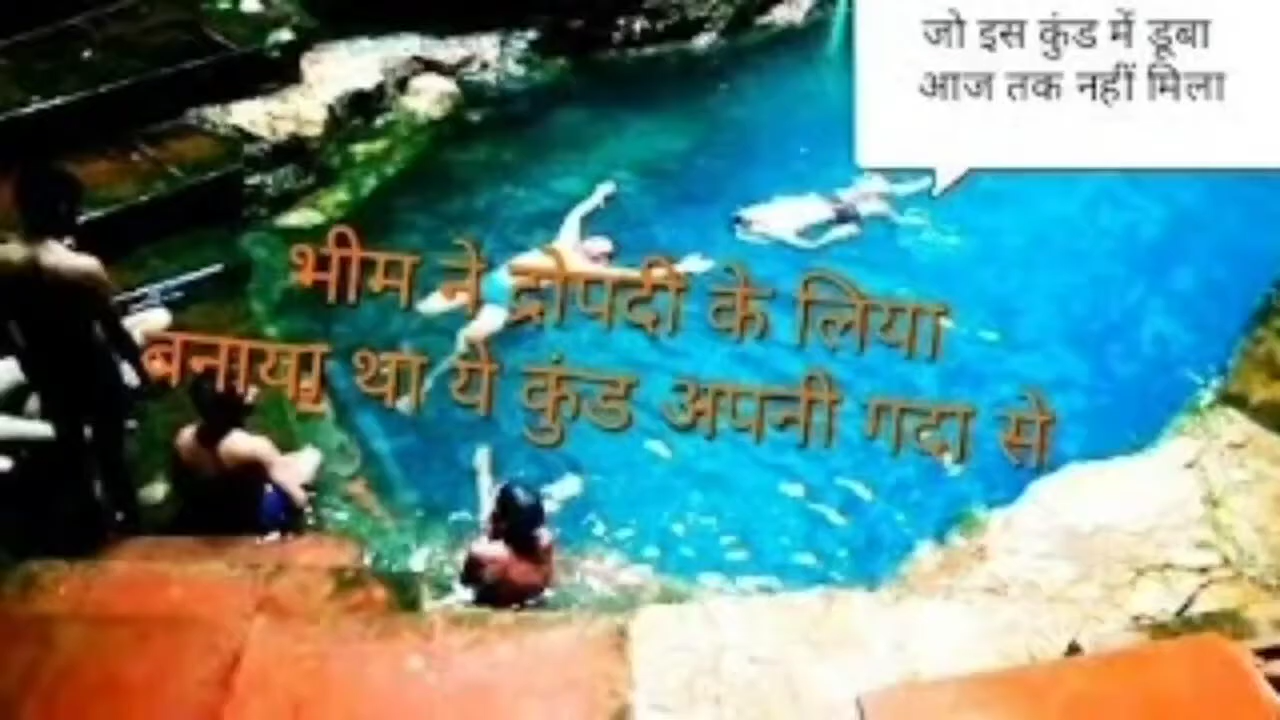 जो इस कुंड में डूबा
आज तक नहीं मिला
भीम ने द्रोपदी के लिया
बनाया था ये कुंड अपनी गदा से